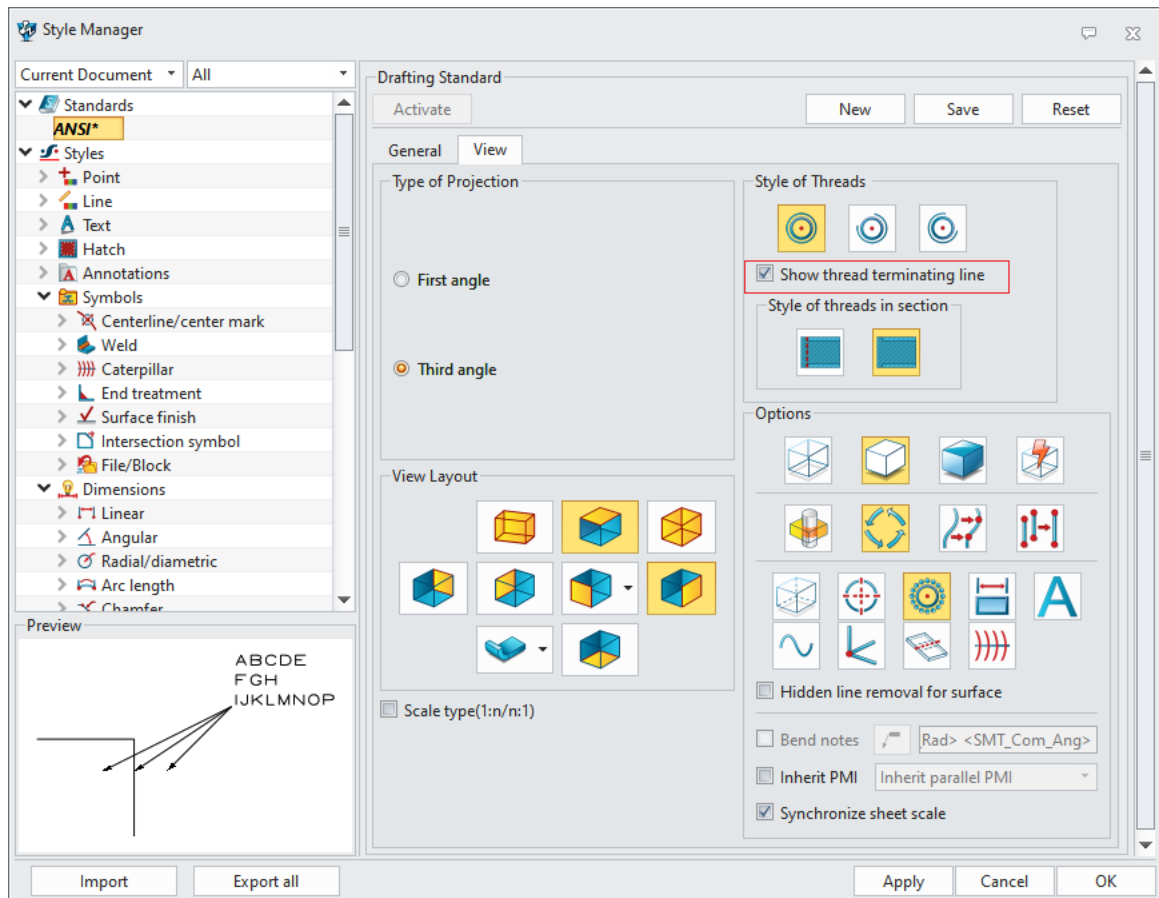 Style Manager
Current Document
All
Standards
ANSI*
Styles
Point
Line
Text
Hatch
Annotations
Symbols
Centerline/center mark
Weld
Caterpillar
End treatment
Surface finish
Intersection symbol
File/Block
Dimensions
Linear
Angular
Radial/diametric
Arc length
Chamfer
Preview
ABCDE
FGH
IJKLMNOP
Drafting Standard
Activate
New
Save
Reset
General
View
Type of Projection
First angle
Third angle
View Layout
Scale type(1:n/n:1)
Style of Threads
Show thread terminating line
Style of threads in section
Options
A
Hidden line removal for surface
Bend notes
Rad> <SMT_Com_Ang>
Inherit PMI
Inherit parallel PMI
Synchronize sheet scale
Import
Export all
Apply
Cancel
OK